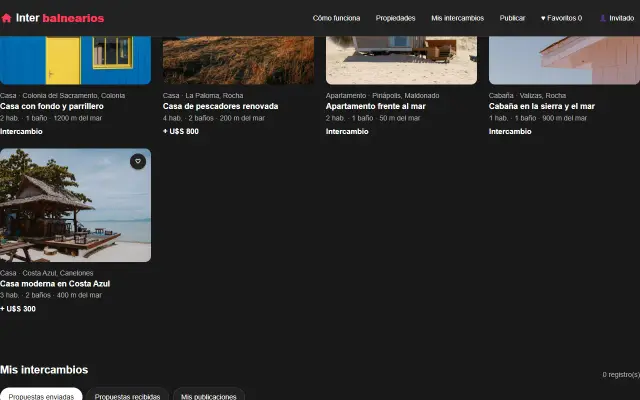 Inter balnearios
Cómo funciona
Propiedades
Mis intercambios
Publicar
♥ Favoritos 0
Invitado
Casa · Colonia del Sacramento, Colonia
Casa con fondo y parrillero
2 hab. · 1 baño · 1200 m del mar
Intercambio
Casa · La Paloma, Rocha
Casa de pescadores renovada
4 hab. · 2 baños · 200 m del mar
+ U$S 800
Apartamento · Piriápolis, Maldonado
Apartamento frente al mar
2 hab. · 1 baño · 50 m del mar
Intercambio
Cabaña · Valizas, Rocha
Cabaña en la sierra y el mar
1 hab. · 1 baño · 900 m del mar
Intercambio
Casa · Costa Azul, Canelones
Casa moderna en Costa Azul
3 hab. · 2 baños · 400 m del mar
+ U$S 300
Mis intercambios
0 registro(s)
Propuestas enviadas
Propuestas recibidas
Mis publicaciones